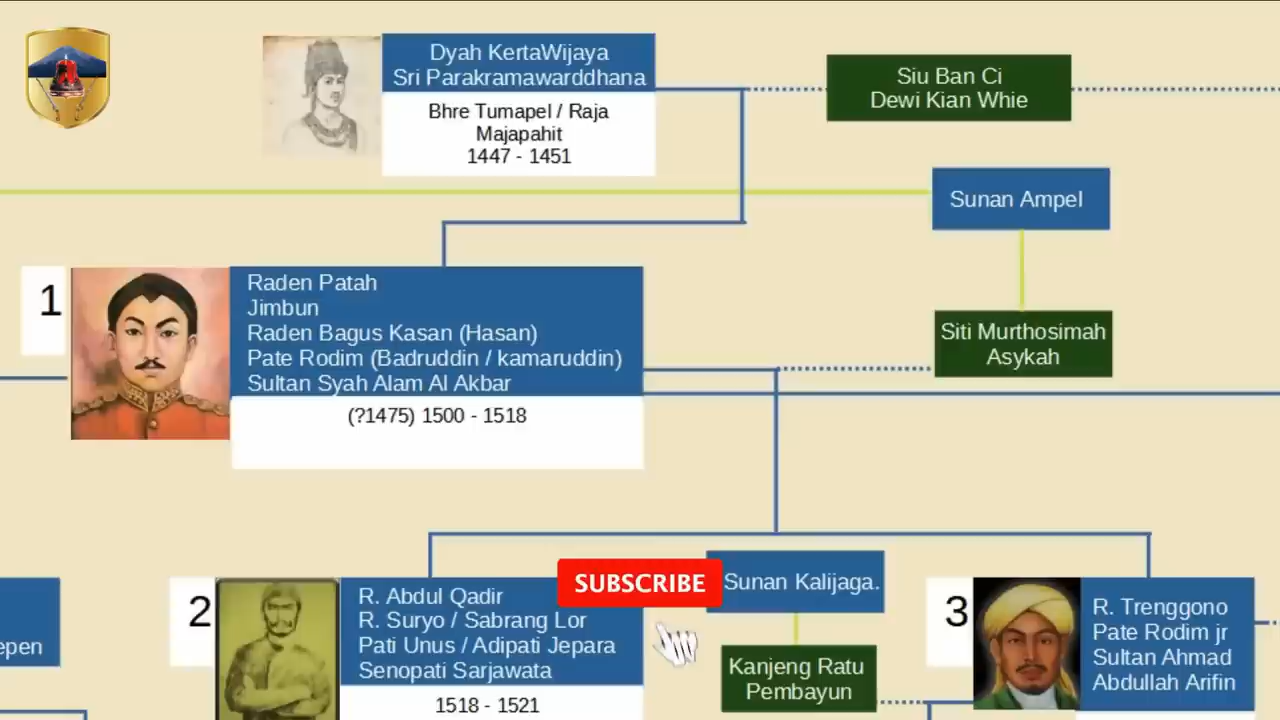 Dyah KertaWijaya
Sri Parakramawarddhana
Bhre Tumapel / Raja
Majapahit
1447 - 1451
Siu Ban Ci
Dewi Kian Whie
Sunan Ampel
1
Raden Patah
Jimbun
Raden Bagus Kasan (Hasan)
Pate Rodim (Badruddin / kamaruddin)
Sultan Syah Alam Al Akbar
(?1475) 1500 - 1518
Siti Murthosimah
Asykah
epen
2
R. Abdul Qadir
R. Suryo / Sabrang Lor
Pati Unus / Adipati Jepara
Senopati Sarjawata
1518 - 1521
SUBSCRIBE
Sunan Kalijaga.
Kanjeng Ratu
Pembayun
3
R. Trenggono
Pate Rodim jr
Sultan Ahmad
Abdullah Arifin